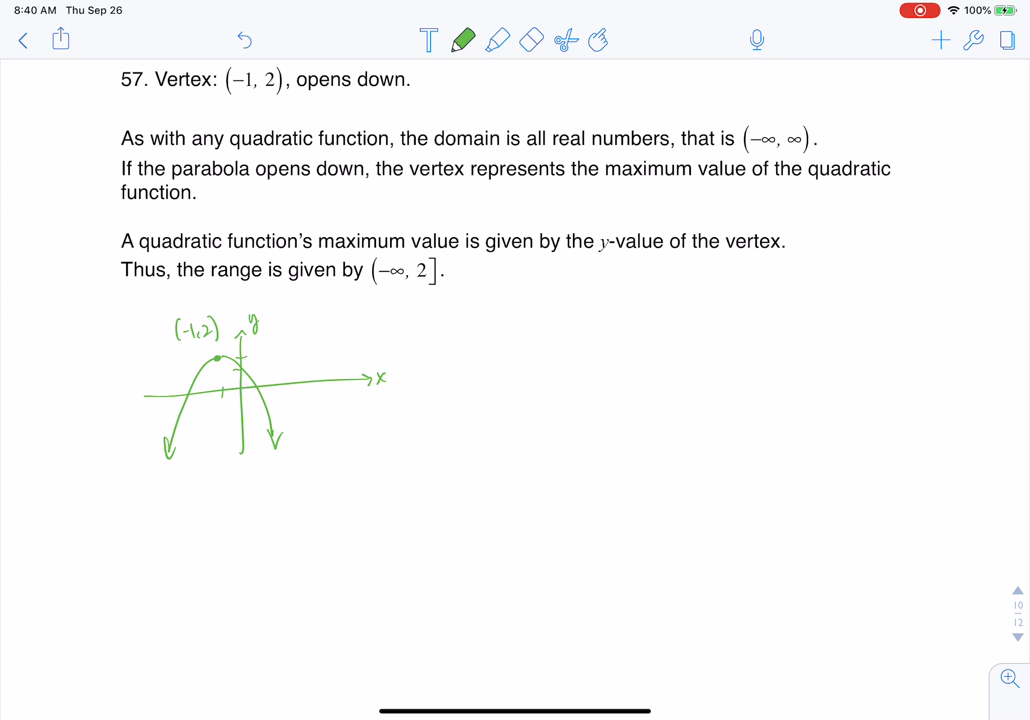 8:40 AM Thu Sep 26
100%
T
57. Vertex: (−1, 2), opens down.
As with any quadratic function, the domain is all real numbers, that is (−∞, ∞).
If the parabola opens down, the vertex represents the maximum value of the quadratic
function.
A quadratic function’s maximum value is given by the y-value of the vertex.
Thus, the range is given by (−∞, 2].
(-1,2) y
x
10
12